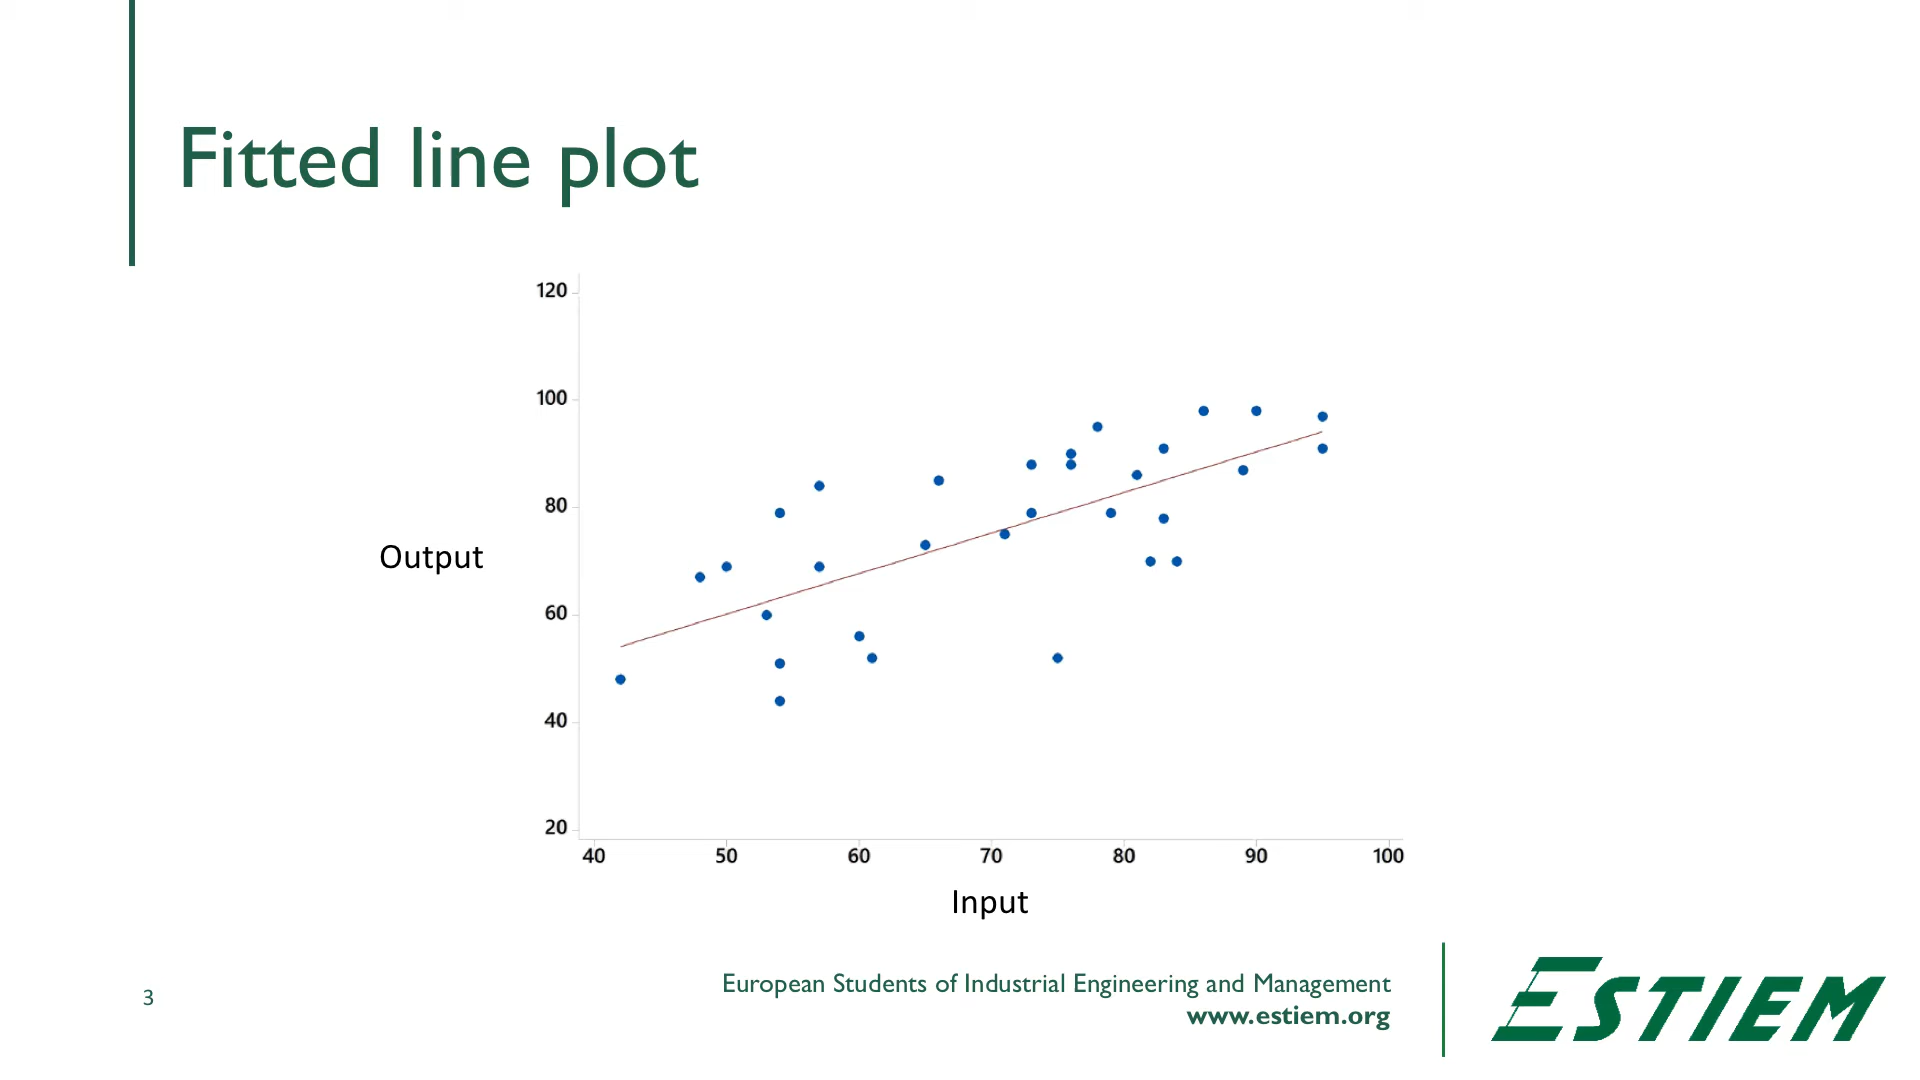 Fitted line plot
120
100
80
Output
60
40
20
40 50 60 70 80 90 100
Input
3
European Students of Industrial Engineering and Management
www.estiem.org
ESTIEM